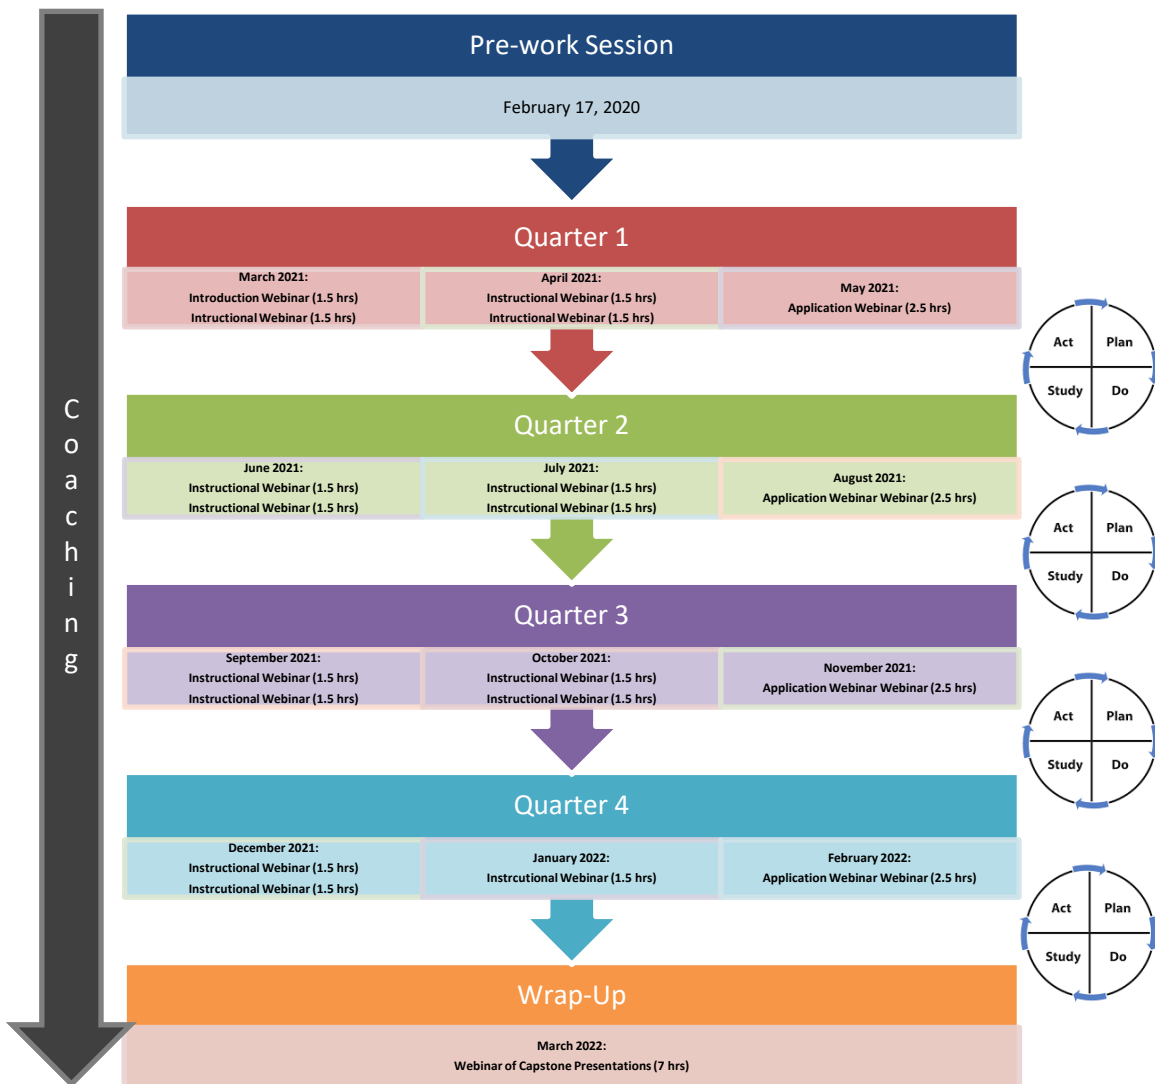 Coaching
Pre-work Session
February 17, 2020
Quarter 1
March 2021:
Introduction Webinar (1.5 hrs)
Intructional Webinar (1.5 hrs)
April 2021:
Instructional Webinar (1.5 hrs)
Intructional Webinar (1.5 hrs)
May 2021:
Application Webinar (2.5 hrs)
Act
Plan
Study
Do
Quarter 2
June 2021:
Instructional Webinar (1.5 hrs)
Instructional Webinar (1.5 hrs)
July 2021:
Instructional Webinar (1.5 hrs)
Instrcutional Webinar (1.5 hrs)
August 2021:
Application Webinar Webinar (2.5 hrs)
Act
Plan
Study
Do
Quarter 3
September 2021:
Instructional Webinar (1.5 hrs)
Instructional Webinar (1.5 hrs)
October 2021:
Instructional Webinar (1.5 hrs)
Instructional Webinar (1.5 hrs)
November 2021:
Application Webinar Webinar (2.5 hrs)
Act
Plan
Study
Do
Quarter 4
December 2021:
Instructional Webinar (1.5 hrs)
Instrcutional Webinar (1.5 hrs)
January 2022:
Instrcutional Webinar (1.5 hrs)
February 2022:
Application Webinar Webinar (2.5 hrs)
Act
Plan
Study
Do
Wrap-Up
March 2022:
Webinar of Capstone Presentations (7 hrs)